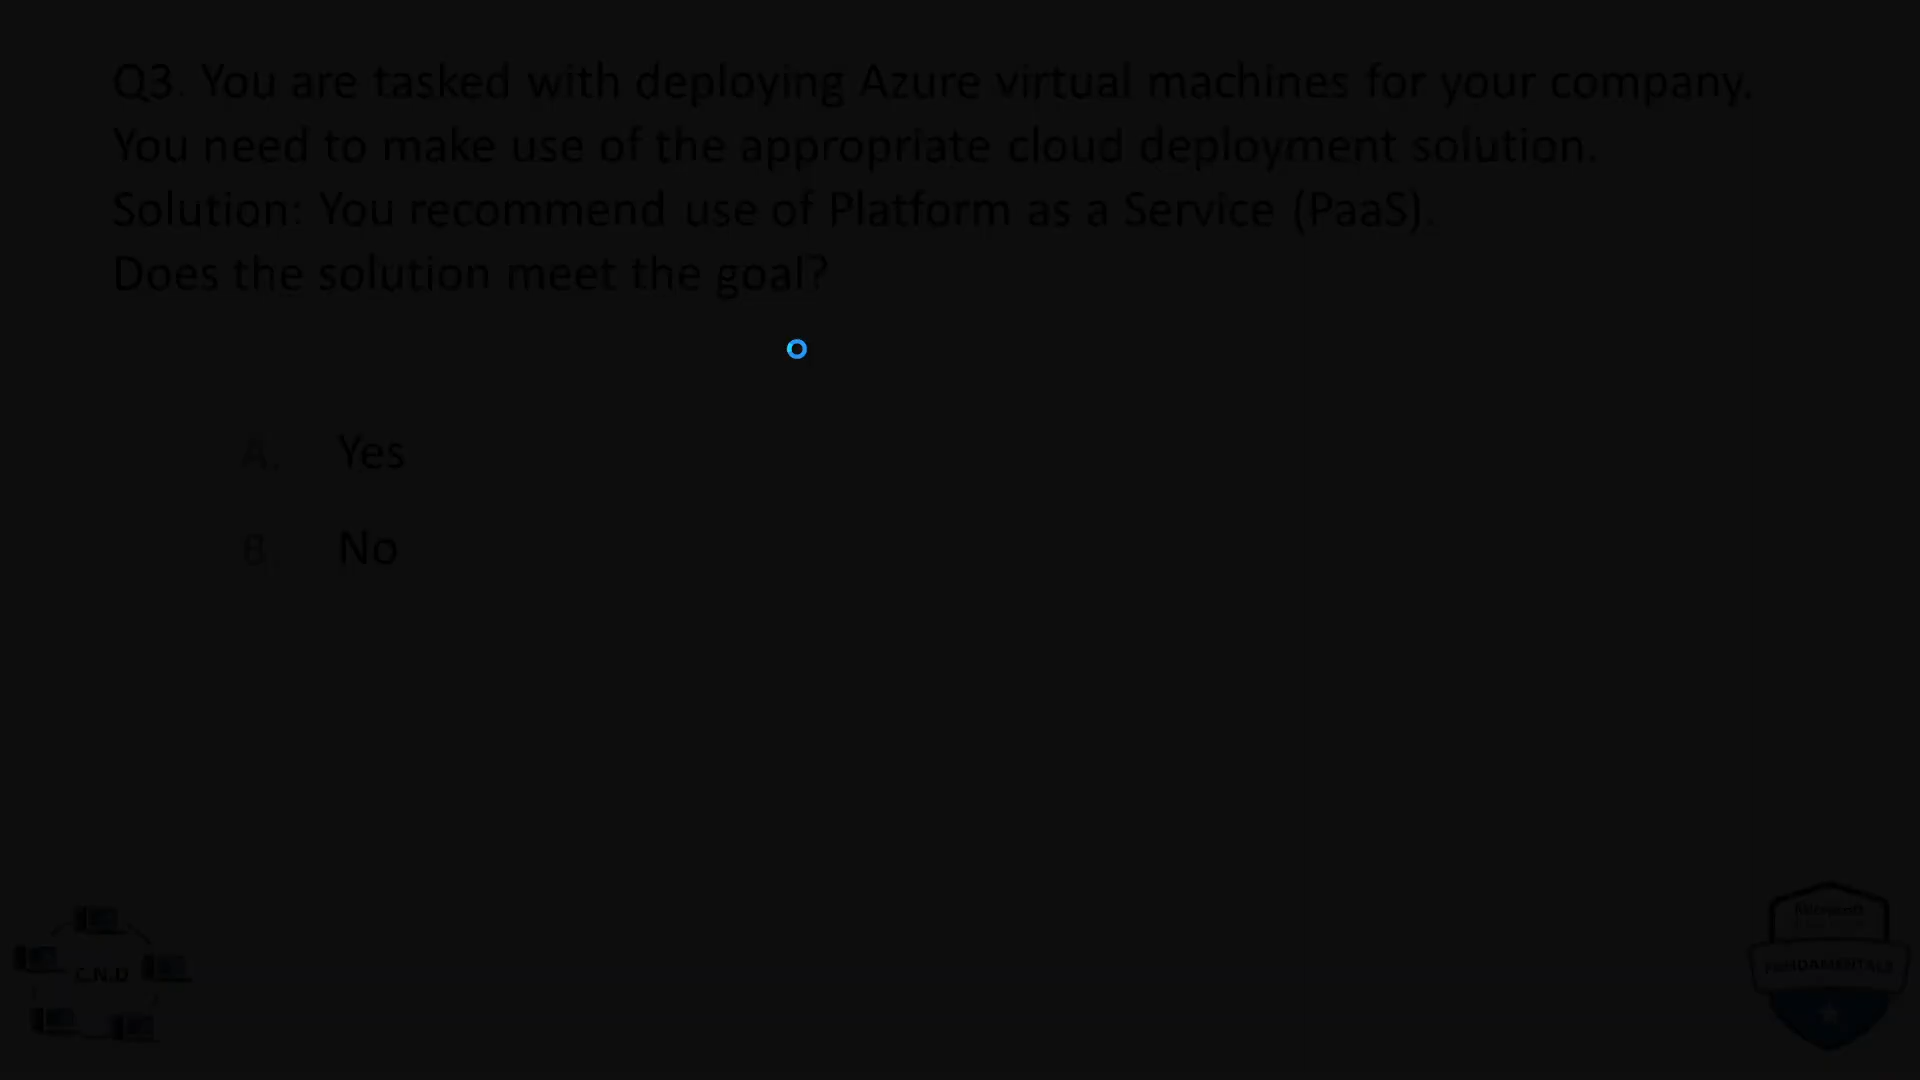 Q3. You are tasked with deploying Azure virtual machines for your company.
You need to make use of the appropriate cloud deployment solution.
Solution: You recommend use of Platform as a Service (PaaS).
Does the solution meet the goal?
A. Yes
B. No
C.N.D
Microsoft
FUNDAMENTALS